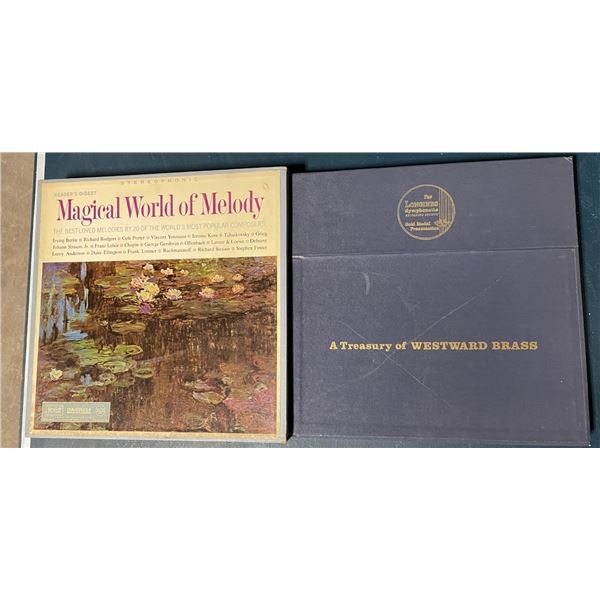 STEREOPHONIC
READER'S DIGEST
Magical World of Melody
THE BEST-LOVED MELODIES BY 20 OF THE WORLD'S MOST POPULAR COMPOSERS
Irving Berlin Richard Rodgers Cole Porter Vincent Youmans Jerome Kern Tchaikovsky Grieg
Johann Strauss, Jr. Franz Lehár Chopin George Gershwin Offenbach Lerner & Loewe Debussy
Leroy Anderson Duke Ellington Frank Loesser Rachmaninoff Richard Strauss Stephen Foster
The
LONGINES
Symphonette
RECORDING SOCIETY
Gold Medal
Presentation
A Treasury of WESTWARD BRASS